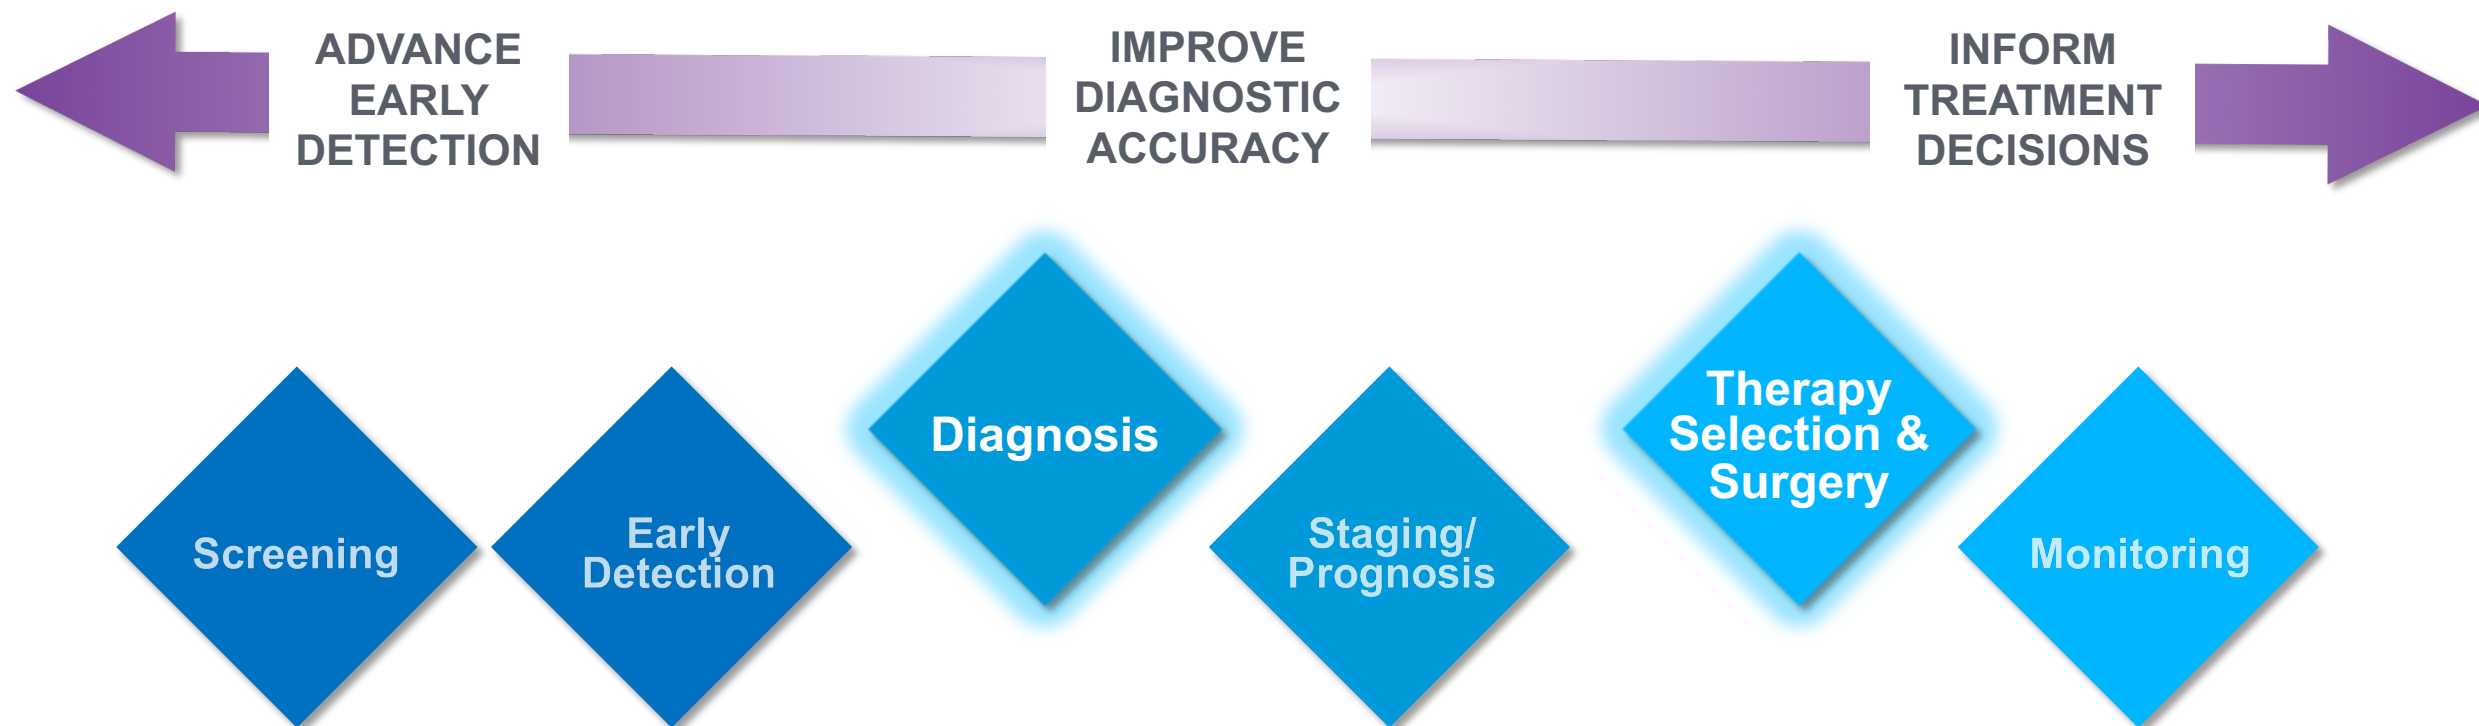 ADVANCE
EARLY
DETECTION
IMPROVE
DIAGNOSTIC
ACCURACY
INFORM
TREATMENT
DECISIONS
Screening
Early
Detection
Diagnosis
Staging/
Prognosis
Therapy
Selection &
Surgery
Monitoring